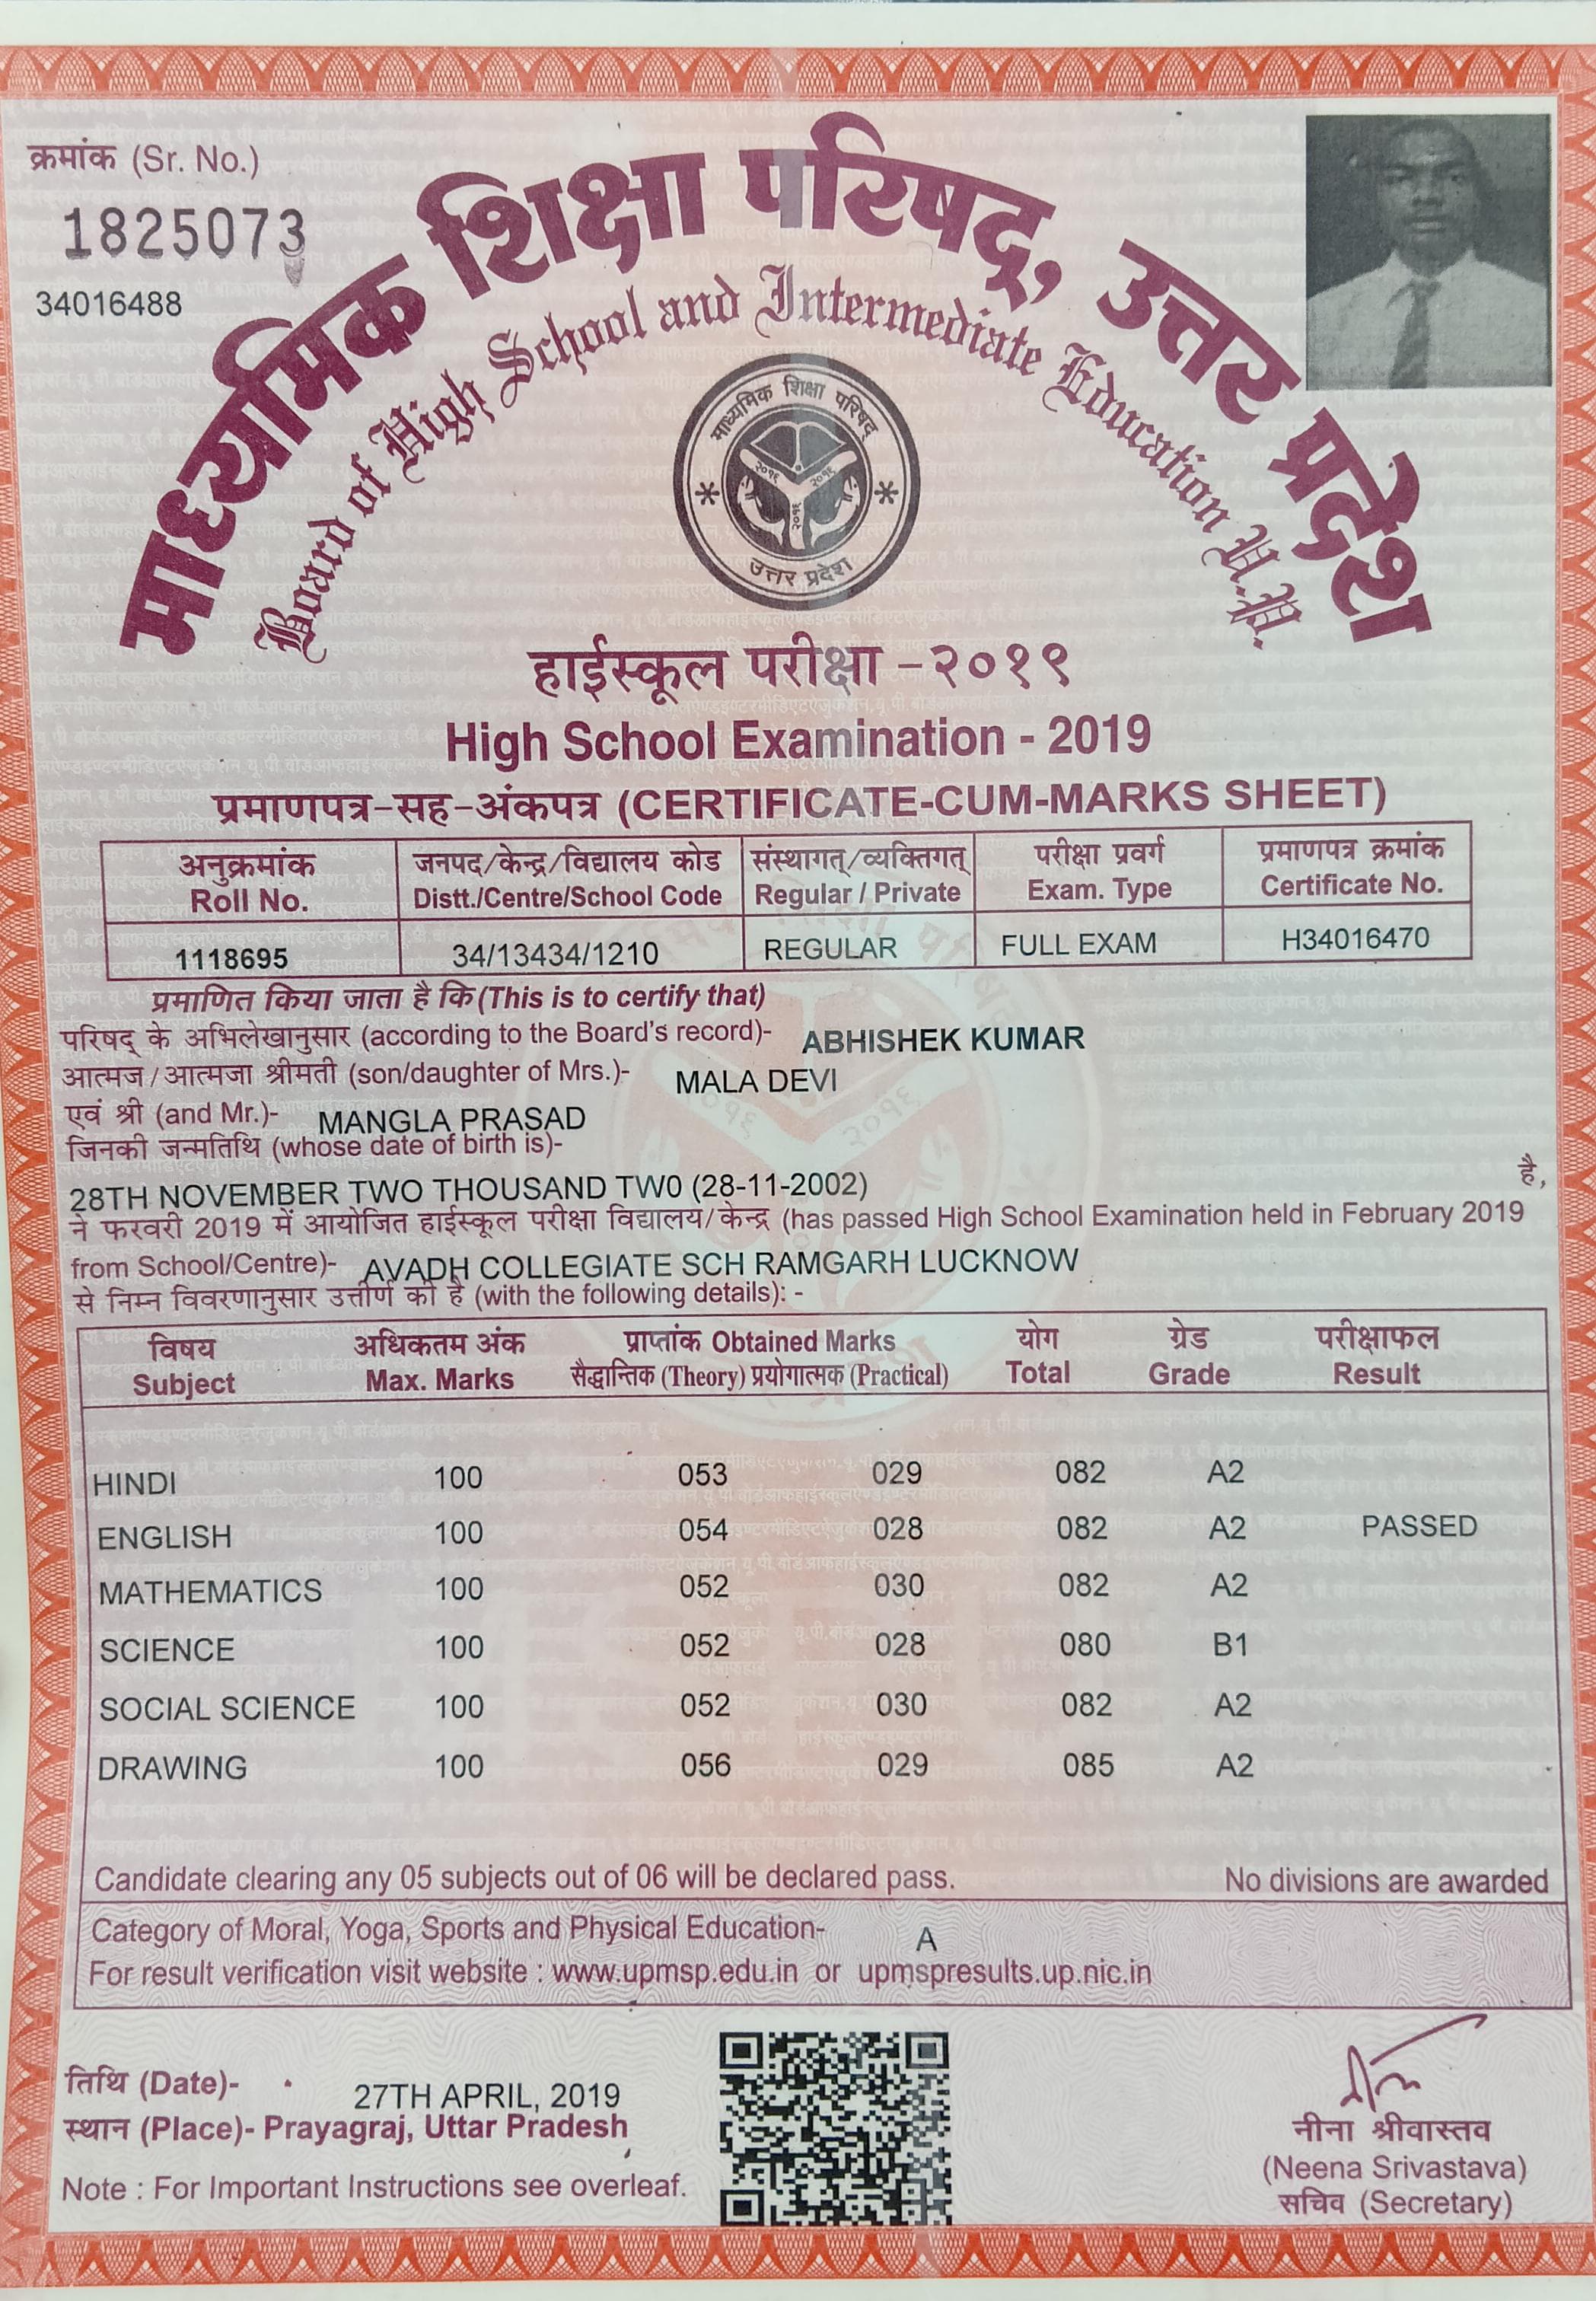 क्रमांक (Sr. No.)
1825073
34016488
माध्यमिक शिक्षा परिषद्, उत्तर प्रदेश
Board of High School and Intermediate Education U.P.
माध्यमिक शिक्षा परिषद्
२०१६ २०१६
२०१६
उत्तर प्रदेश
हाईस्कूल परीक्षा -२०१९
High School Examination - 2019
प्रमाणपत्र-सह-अंकपत्र (CERTIFICATE-CUM-MARKS SHEET)
अनुक्रमांक जनपद/केन्द्र/विद्यालय कोड संस्थागत्/व्यक्तिगत् परीक्षा प्रवर्ग प्रमाणपत्र क्रमांक
Roll No. Distt./Centre/School Code Regular / Private Exam. Type Certificate No.
1118695 34/13434/1210 REGULAR FULL EXAM H34016470
प्रमाणित किया जाता है कि (This is to certify that)
परिषद् के अभिलेखानुसार (according to the Board's record)- ABHISHEK KUMAR
आत्मज/आत्मजा श्रीमती (son/daughter of Mrs.)- MALA DEVI
एवं श्री (and Mr.)- MANGLA PRASAD
जिनकी जन्मतिथि (whose date of birth is)-
28TH NOVEMBER TWO THOUSAND TW0 (28-11-2002) है,
ने फरवरी 2019 में आयोजित हाईस्कूल परीक्षा विद्यालय/केन्द्र (has passed High School Examination held in February 2019
from School/Centre)- AVADH COLLEGIATE SCH RAMGARH LUCKNOW
से निम्न विवरणानुसार उत्तीर्ण की है (with the following details): -
विषय अधिकतम अंक प्राप्तांक Obtained Marks योग ग्रेड परीक्षाफल
Subject Max. Marks सैद्धान्तिक (Theory) प्रयोगात्मक (Practical) Total Grade Result
HINDI 100 053 029 082 A2
ENGLISH 100 054 028 082 A2 PASSED
MATHEMATICS 100 052 030 082 A2
SCIENCE 100 052 028 080 B1
SOCIAL SCIENCE 100 052 030 082 A2
DRAWING 100 056 029 085 A2
Candidate clearing any 05 subjects out of 06 will be declared pass. No divisions are awarded
Category of Moral, Yoga, Sports and Physical Education- A
For result verification visit website : www.upmsp.edu.in or upmspresults.up.nic.in
तिथि (Date)- 27TH APRIL, 2019
स्थान (Place)- Prayagraj, Uttar Pradesh
Note : For Important Instructions see overleaf.
नीना श्रीवास्तव
(Neena Srivastava)
सचिव (Secretary)